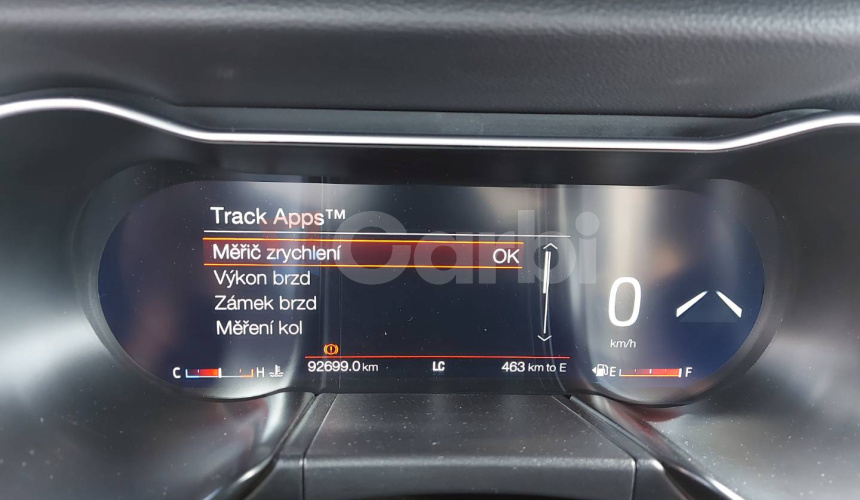 Track Apps™
Měřič zrychlení OK
Výkon brzd
Zámek brzd
Měření kol
0
km/h
C H
92699.0 km LC 463 km to E
E F
Carbi